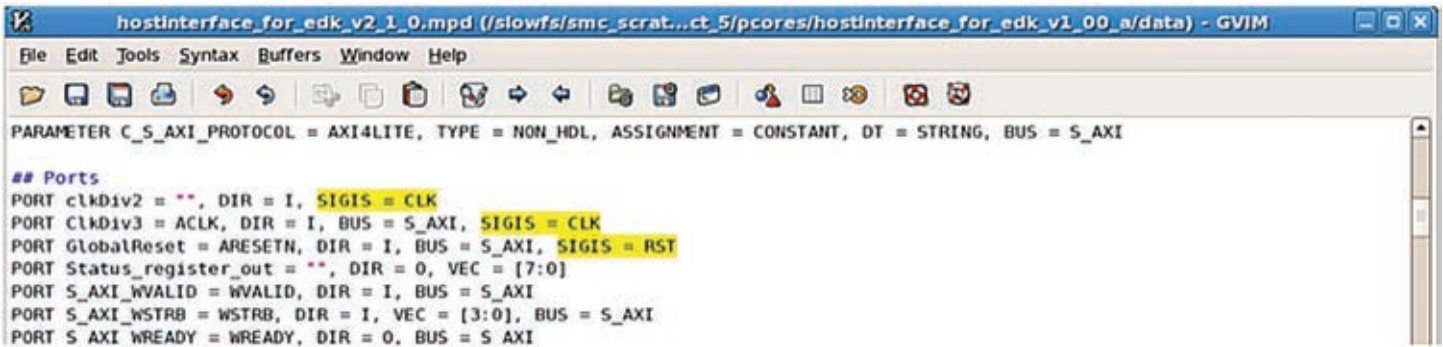 hostinterface_for_edk_v2_1_0.mpd (/slowfs/smc_scrat...ct_5/pcores/hostinterface_for_edk_v1_00_a/data) - GVIM
File Edit Tools Syntax Buffers Window Help
PARAMETER C_S_AXI_PROTOCOL = AXI4LITE, TYPE = NON_HDL, ASSIGNMENT = CONSTANT, DT = STRING, BUS = S_AXI
## Ports
PORT clkDiv2 = "", DIR = I, SIGIS = CLK
PORT ClkDiv3 = ACLK, DIR = I, BUS = S_AXI, SIGIS = CLK
PORT GlobalReset = ARESETN, DIR = I, BUS = S_AXI, SIGIS = RST
PORT Status_register_out = "", DIR = O, VEC = [7:0]
PORT S_AXI_WVALID = WVALID, DIR = I, BUS = S_AXI
PORT S_AXI_WSTRB = WSTRB, DIR = I, VEC = [3:0], BUS = S_AXI
PORT S_AXI_WREADY = WREADY, DIR = O, BUS = S_AXI